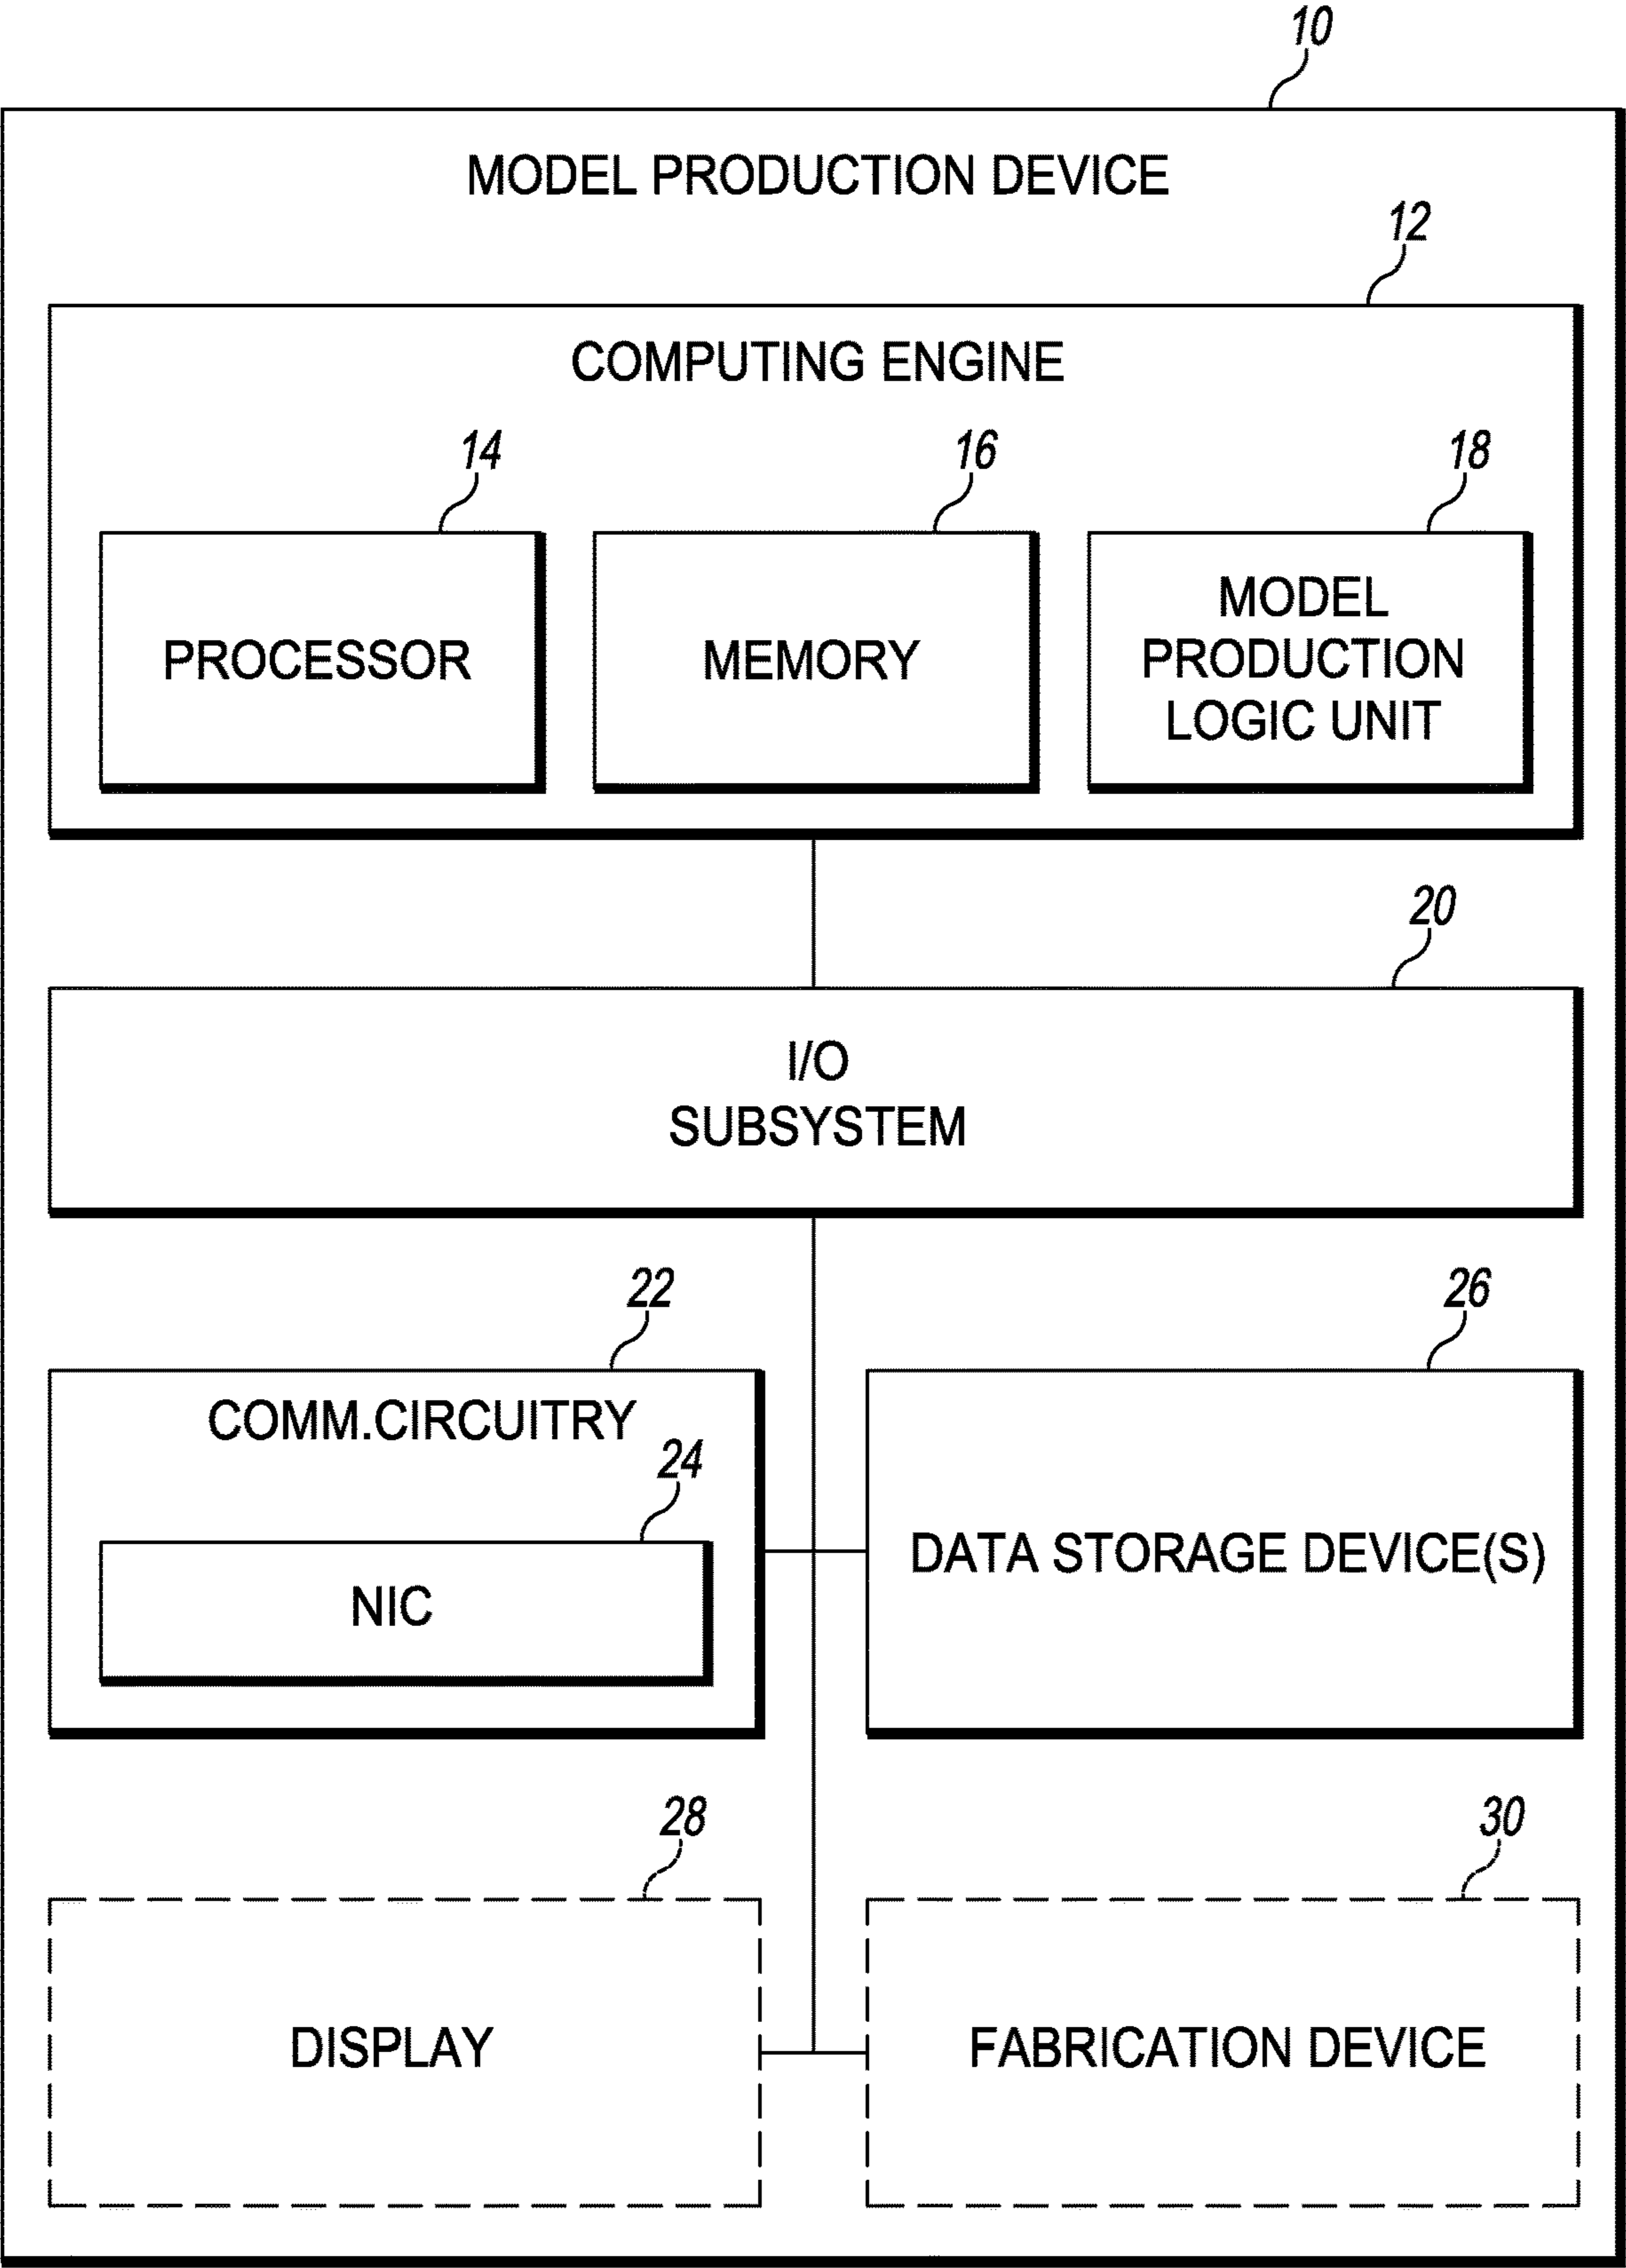 10
MODEL PRODUCTION DEVICE
12
COMPUTING ENGINE
14
16
18
PROCESSOR
MEMORY
MODEL
PRODUCTION
LOGIC UNIT
20
I/O
SUBSYSTEM
22
26
COMM.CIRCUITRY
24
NIC
DATA STORAGE DEVICE(S)
28
30
DISPLAY
FABRICATION DEVICE